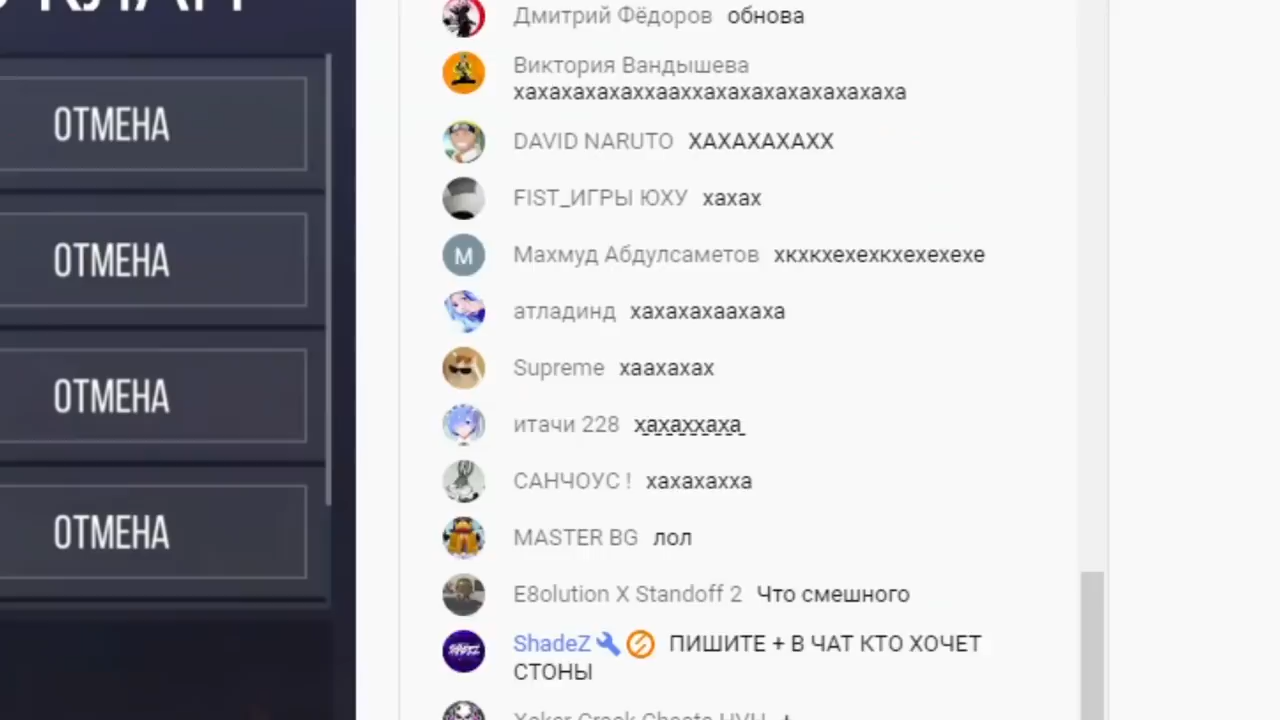 ОТМЕНА
ОТМЕНА
ОТМЕНА
ОТМЕНА
Дмитрий Фёдоров обнова
Виктория Вандышева
хахахахахаххааххахахахахахахахаха
DAVID NARUTO ХАХАХАХАХХ
FIST_ИГРЫ ЮХУ хахах
М Махмуд Абдулсаметов хкхкхехехкхехехехе
атладинд хахахахаахаха
Supreme хаахахах
итачи 228 хахаххаха
САНЧОУС ! хахахахха
MASTER BG лол
E8olution X Standoff 2 Что смешного
ShadeZ ПИШИТЕ + В ЧАТ КТО ХОЧЕТ
СТОНЫ